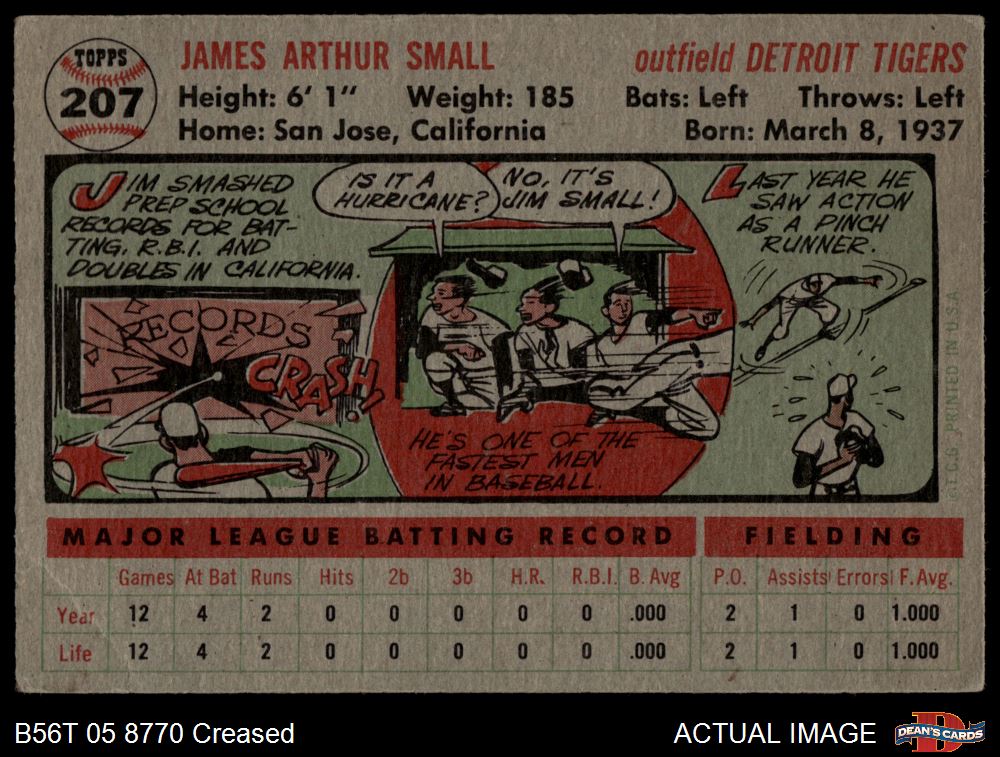 TOPPS
207
JAMES ARTHUR SMALL
outfield DETROIT TIGERS
Height: 6' 1"
Weight: 185
Bats: Left
Throws: Left
Home: San Jose, California
Born: March 8, 1937
JIM SMASHED
PREP SCHOOL
RECORDS FOR BAT-
TING, R.B.I. AND
DOUBLES IN CALIFORNIA.
RECORDS
CRASH!
IS IT A
HURRICANE?
NO, IT'S
JIM SMALL!
HE'S ONE OF THE
FASTEST MEN
IN BASEBALL.
LAST YEAR HE
SAW ACTION
AS A PINCH
RUNNER.
T.C.G. PRINTED IN U.S.A.
MAJOR LEAGUE BATTING RECORD
FIELDING
Games At Bat Runs Hits 2b 3b H.R. R.B.I. B. Avg P.O. Assists Errors F. Avg.
Year 12 4 2 0 0 0 0 0 .000 2 1 0 1.000
Life 12 4 2 0 0 0 0 0 .000 2 1 0 1.000
B56T 05 8770 Creased
ACTUAL IMAGE
D
DEAN'S CARDS